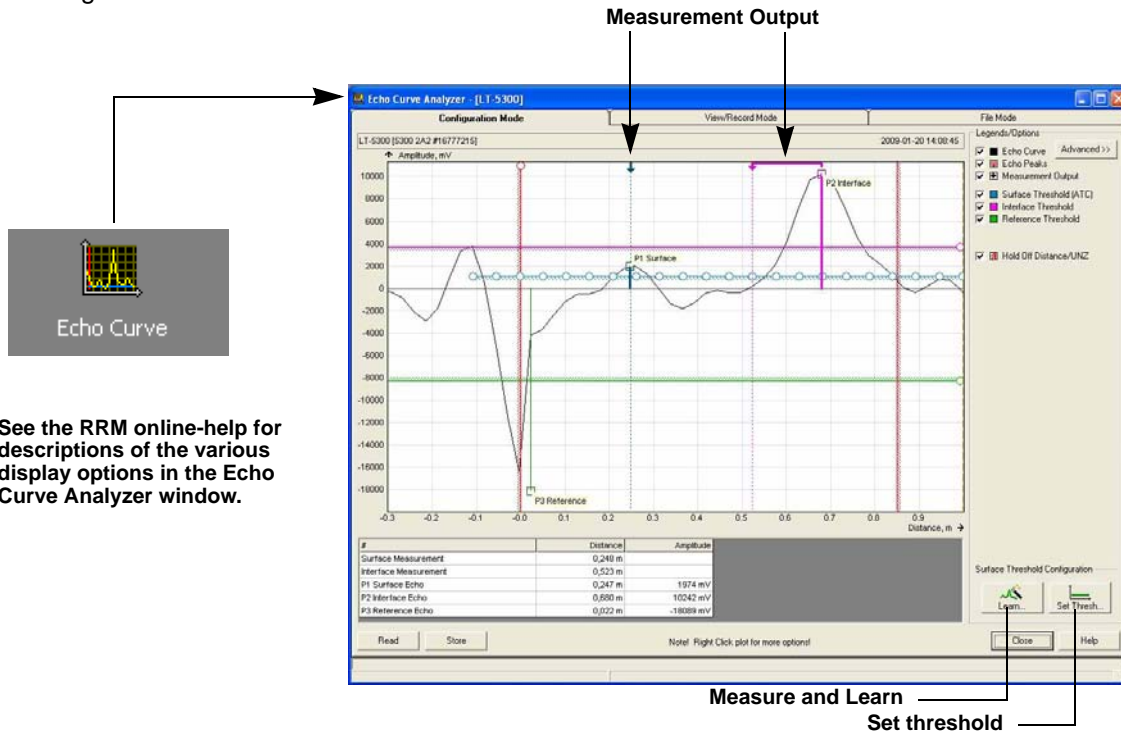 Measurement Output
Echo Curve Analyzer - [LT-5300]
Configuration Mode
View/Record Mode
File Mode
LT-5300 [5300 2A2 #16777215]
2009-01-20 14:08:45
Amplitude, mV
10000
8000
6000
4000
2000
0
-2000
-4000
-6000
-8000
-10000
-12000
-14000
-16000
-18000
P1 Surface
P2 Interface
P3 Reference
-0.3 -0.2 -0.1 -0.0 0.1 0.2 0.3 0.4 0.5 0.6 0.7 0.8 0.9
Distance, m
Legends/Options
Echo Curve
Advanced >>
Echo Peaks
Measurement Output
Surface Threshold (ATC)
Interface Threshold
Reference Threshold
Hold Off Distance/UNZ
Echo Curve
See the RRM online-help for
descriptions of the various
display options in the Echo
Curve Analyzer window.
# Distance Amplitude
Surface Measurement 0,248 m
Interface Measurement 0,523 m
P1 Surface Echo 0,247 m 1974 mV
P2 Interface Echo 0,680 m 10242 mV
P3 Reference Echo 0,022 m -18089 mV
Surface Threshold Configuration
Learn...
Set Thresh...
Read
Store
Note! Right Click plot for more options!
Close
Help
Measure and Learn
Set threshold